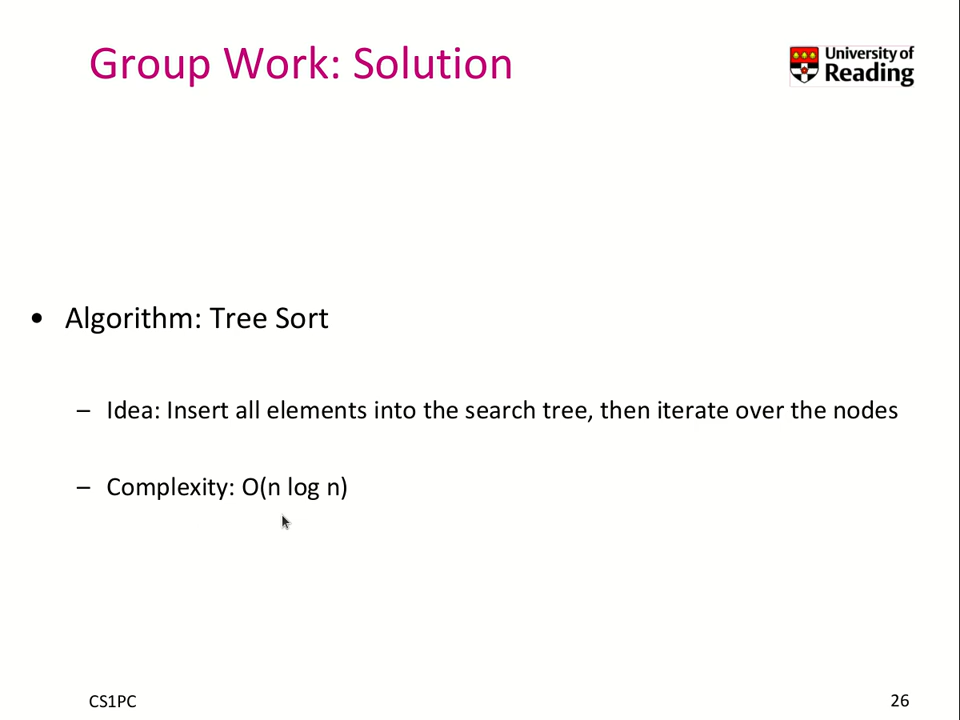 Group Work: Solution
University of
Reading
• Algorithm: Tree Sort
– Idea: Insert all elements into the search tree, then iterate over the nodes
– Complexity: O(n log n)
CS1PC
26